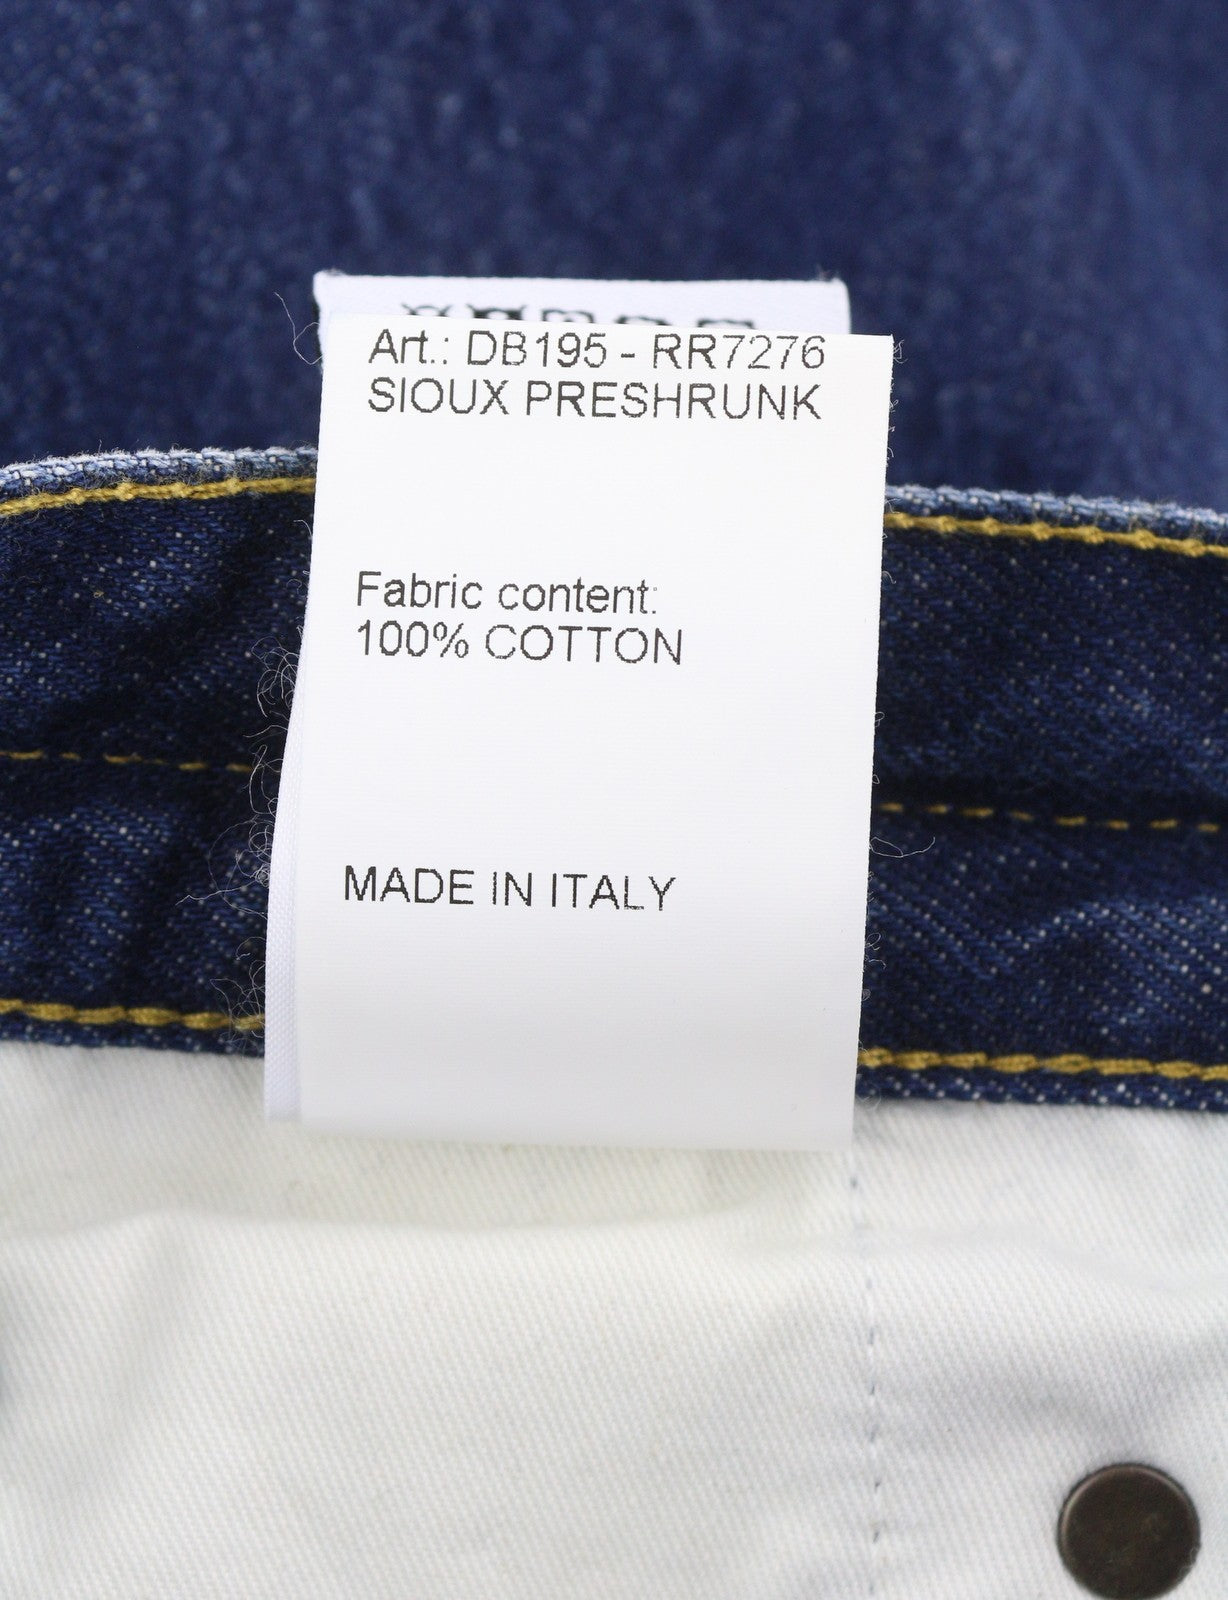 Art.: DB195 - RR7276
SIOUX PRESHRUNK
Fabric content:
100% COTTON
MADE IN ITALY